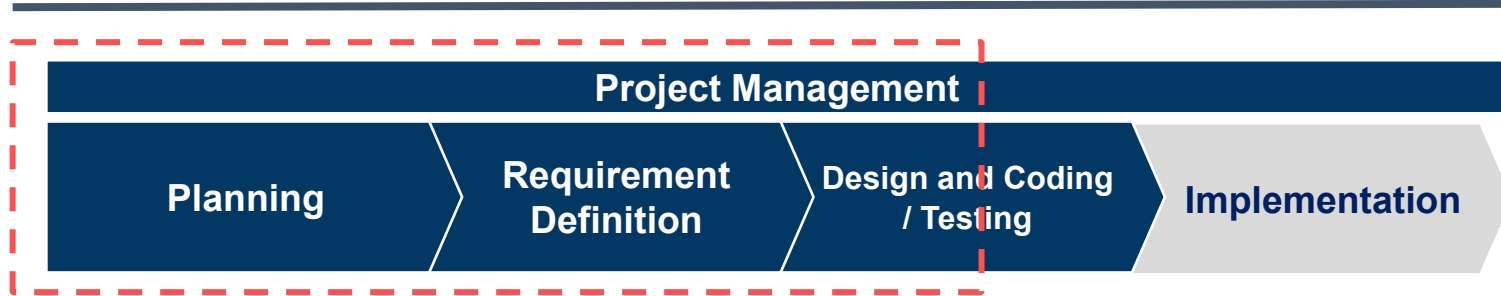 Project Management
Planning
Requirement
Definition
Design and Coding
/ Testing
Implementation